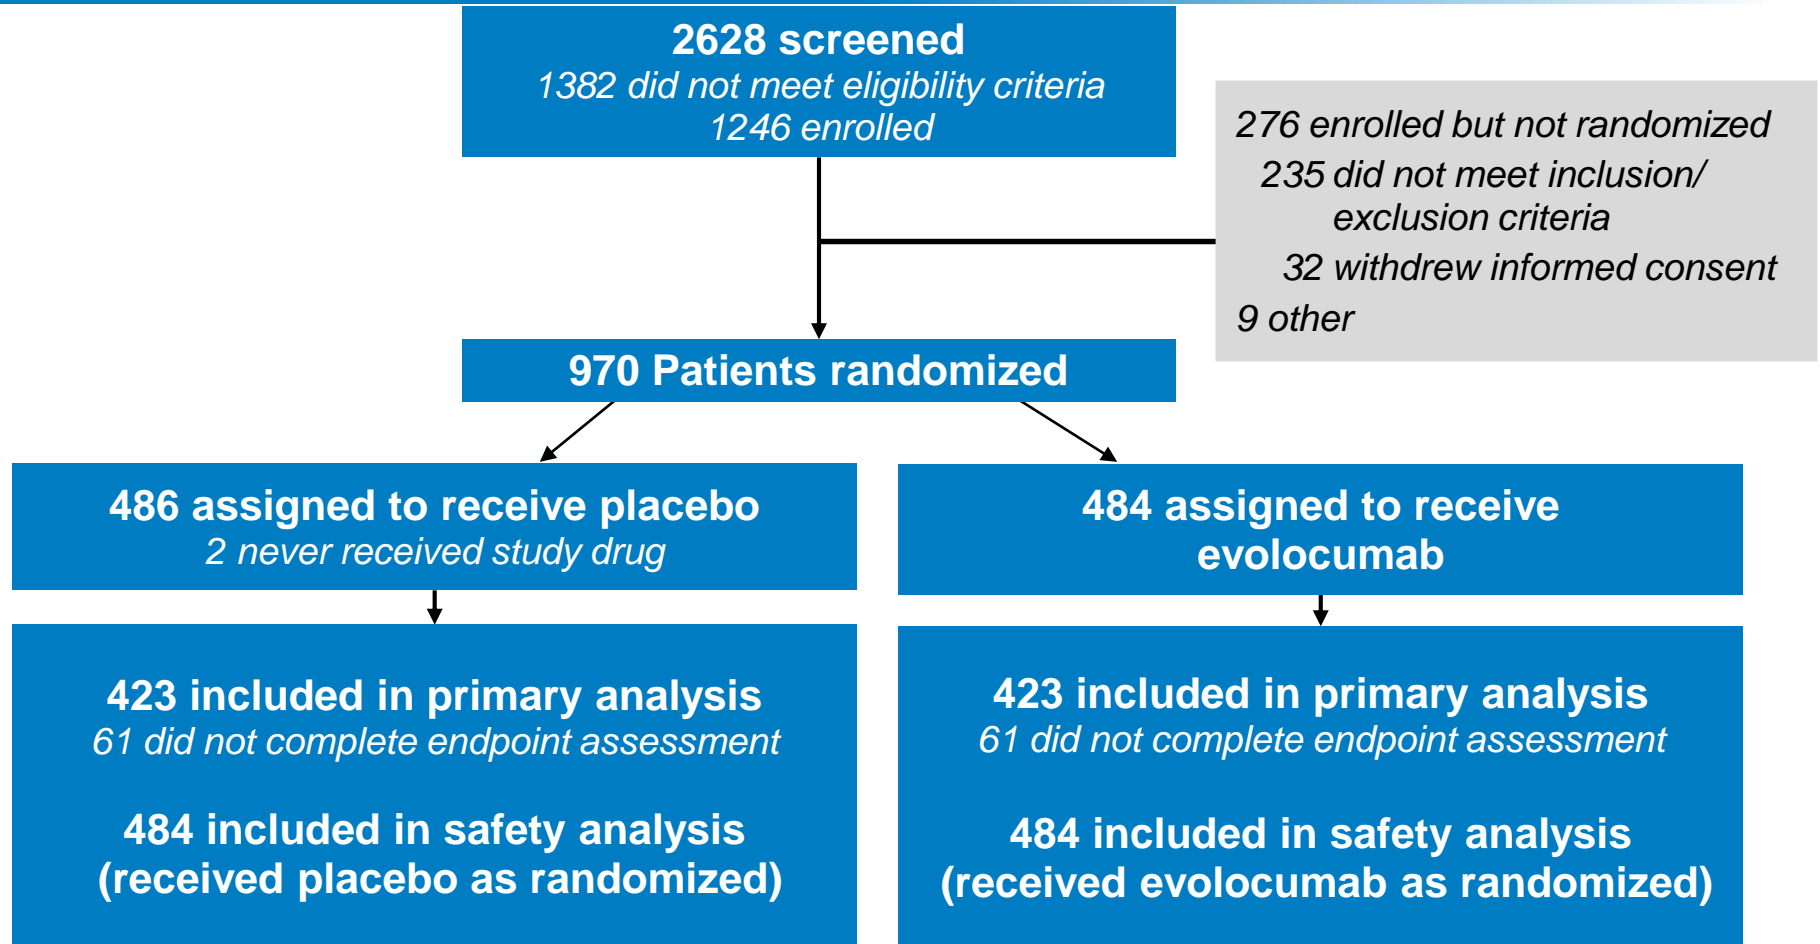 2628 screened
1382 did not meet eligibility criteria
1246 enrolled
276 enrolled but not randomized
235 did not meet inclusion/
exclusion criteria
32 withdrew informed consent
9 other
970 Patients randomized
486 assigned to receive placebo
2 never received study drug
484 assigned to receive
evolocumab
423 included in primary analysis
61 did not complete endpoint assessment
484 included in safety analysis
(received placebo as randomized)
423 included in primary analysis
61 did not complete endpoint assessment
484 included in safety analysis
(received evolocumab as randomized)